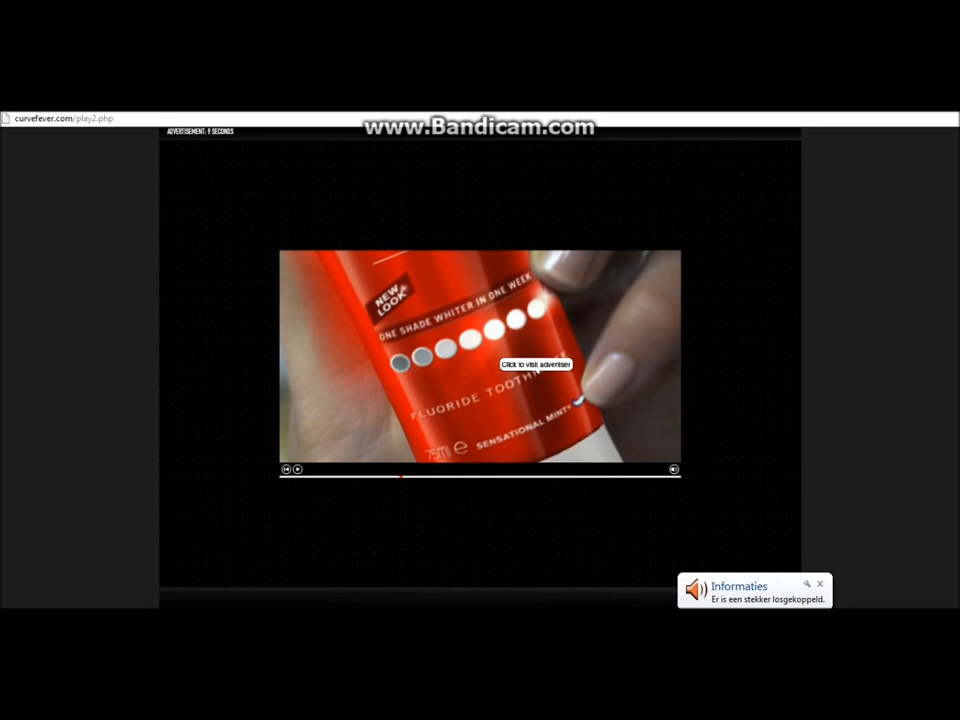 curvefever.com/play2.php
www.Bandicam.com
ADVERTISEMENT: 9 SECONDS
NEW LOOK
ONE SHADE WHITER IN ONE WEEK
Click to visit advertiser
FLUORIDE
75ml e SENSATIONAL MINT
Informaties
Er is een stekker losgekoppeld.